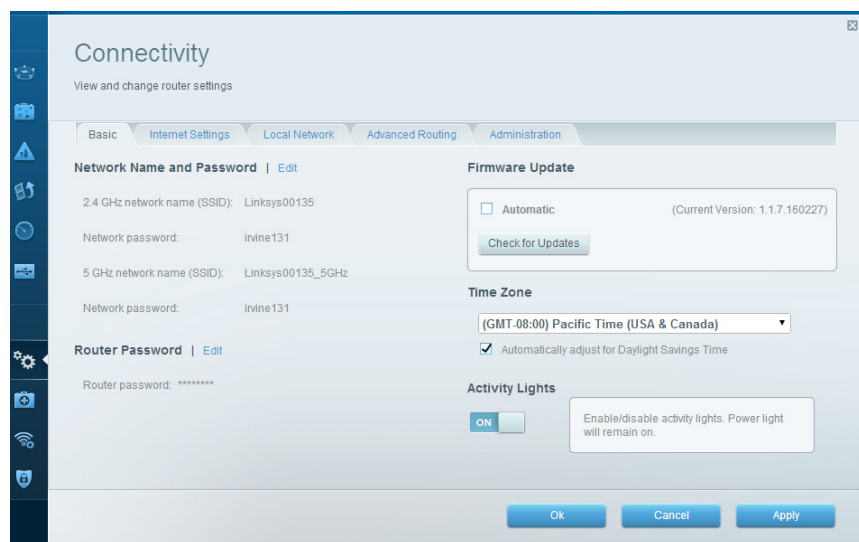 Connectivity
View and change router settings
Basic
Internet Settings
Local Network
Advanced Routing
Administration
Network Name and Password | Edit
2.4 GHz network name (SSID): Linksys00135
Network password: irvine131
5 GHz network name (SSID): Linksys00135_5GHz
Network password: irvine131
Router Password | Edit
Router password: ********
Firmware Update
Automatic
(Current Version: 1.1.7.160227)
Check for Updates
Time Zone
(GMT-08:00) Pacific Time (USA & Canada)
Automatically adjust for Daylight Savings Time
Activity Lights
ON
Enable/disable activity lights. Power light
will remain on.
Ok
Cancel
Apply